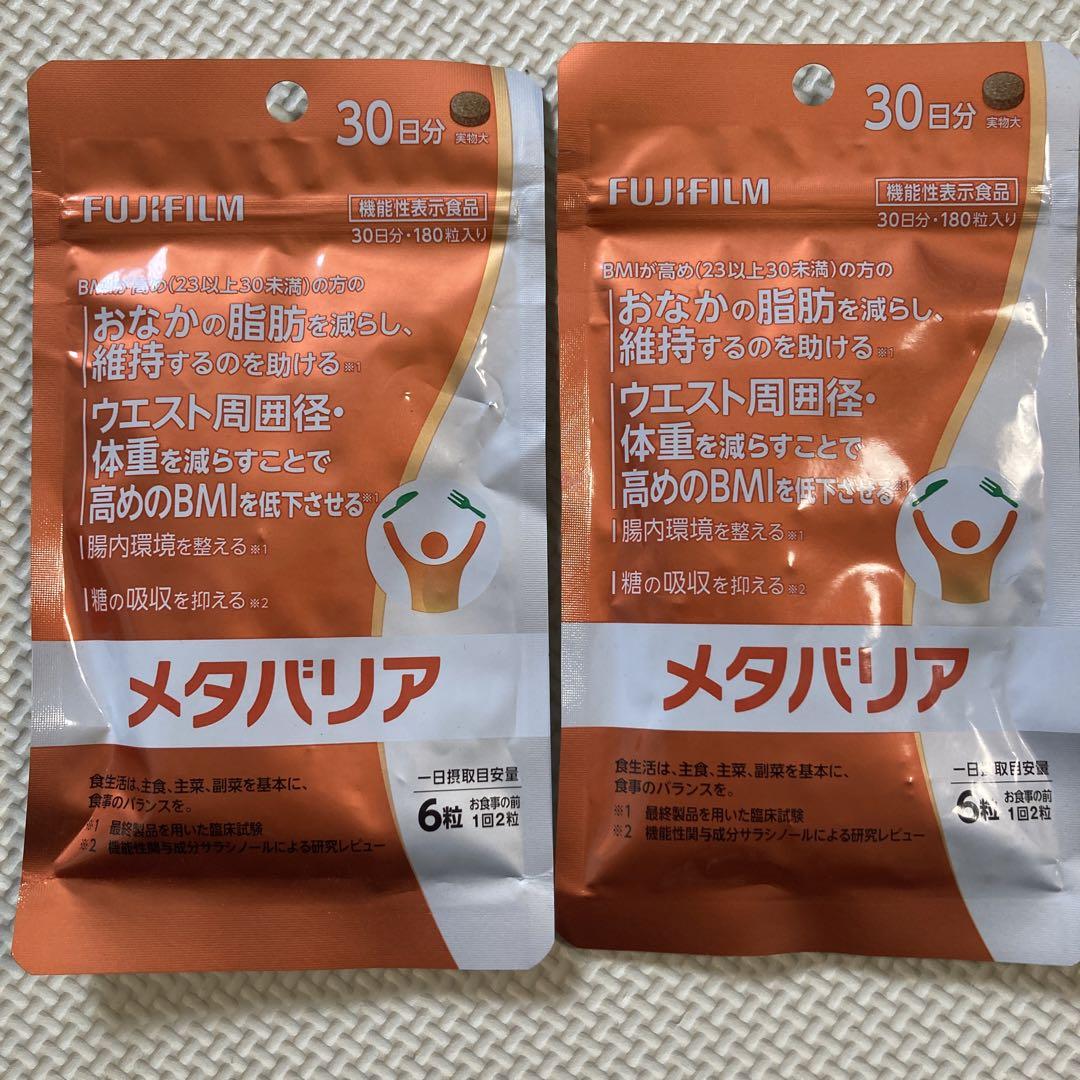 30日分
実物大
FUJIFILM
機能性表示食品
30日分・180粒入り
BMIが高め(23以上30未満)の方の
おなかの脂肪を減らし、
維持するのを助ける※1
ウエスト周囲径・
体重を減らすことで
高めのBMIを低下させる※1
腸内環境を整える※1
糖の吸収を抑える※2
メタバリア
食生活は、主食、主菜、副菜を基本に、
食事のバランスを。
※1 最終製品を用いた臨床試験
※2 機能性関与成分サラシノールによる研究レビュー
一日摂取目安量
6粒 お食事の前
1回2粒
30日分
実物大
FUJIFILM
機能性表示食品
30日分・180粒入り
BMIが高め(23以上30未満)の方の
おなかの脂肪を減らし、
維持するのを助ける※1
ウエスト周囲径・
体重を減らすことで
高めのBMIを低下させる※1
腸内環境を整える※1
糖の吸収を抑える※2
メタバリア
食生活は、主食、主菜、副菜を基本に、
食事のバランスを。
※1 最終製品を用いた臨床試験
※2 機能性関与成分サラシノールによる研究レビュー
一日摂取目安量
6粒 お食事の前
1回2粒